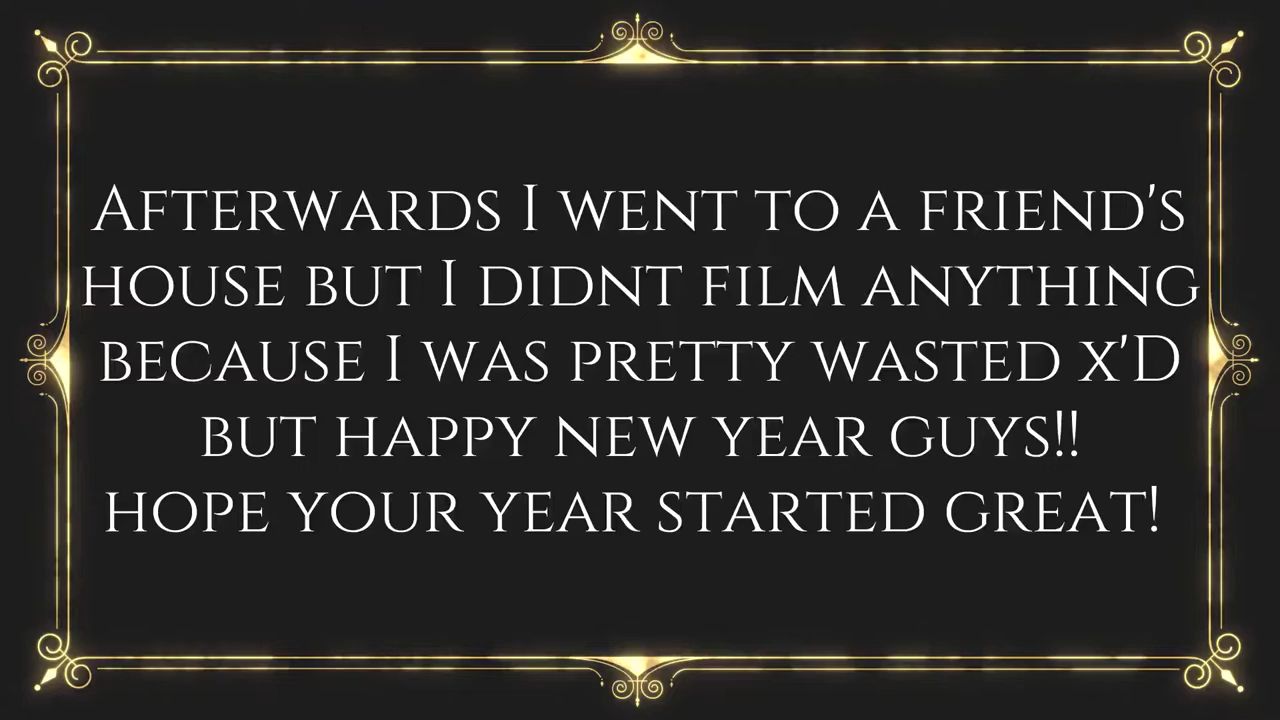 Afterwards I went to a friend's
house but I didnt film anything
because I was pretty wasted x'D
but happy new year guys!!
hope your year started great!